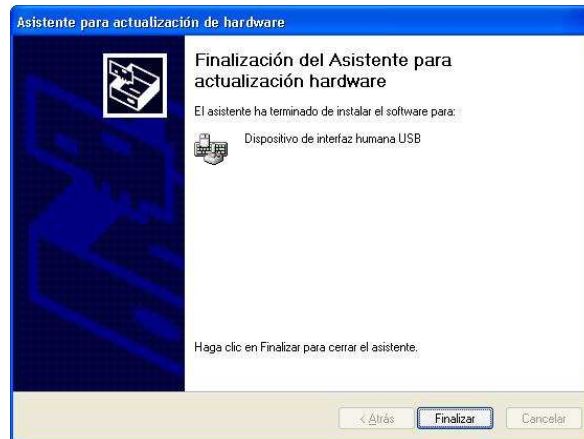 Asistente para actualización de hardware
Finalización del Asistente para
actualización hardware
El asistente ha terminado de instalar el software para:
Dispositivo de interfaz humana USB
Haga clic en Finalizar para cerrar el asistente.
< Atrás Finalizar Cancelar